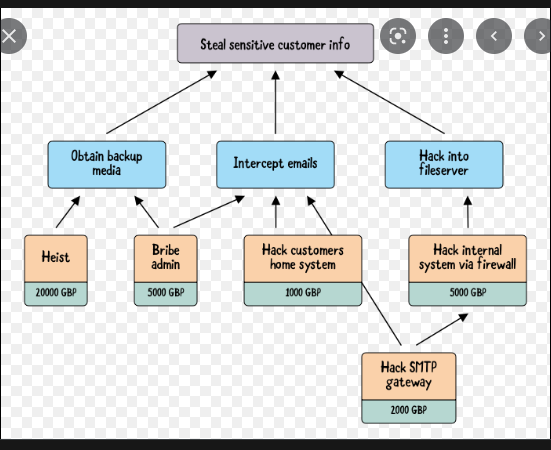 Steal sensitive customer info
Obtain backup
media
Intercept emails
Hack into
fileserver
Heist
20000 GBP
Bribe
admin
5000 GBP
Hack customers
home system
1000 GBP
Hack internal
system via firewall
5000 GBP
Hack SMTP
gateway
2000 GBP